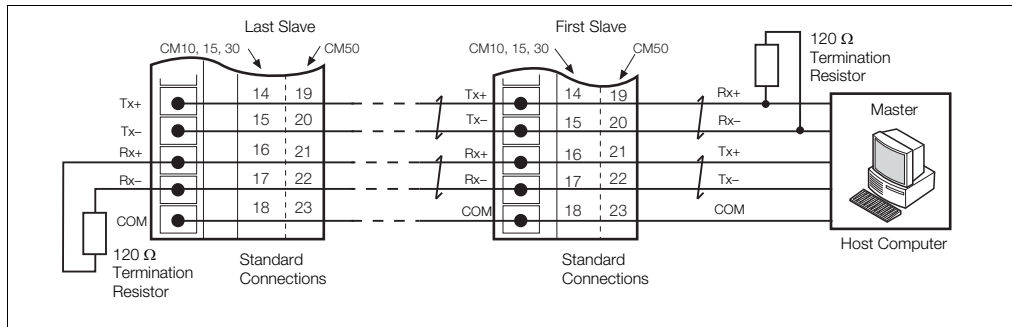 Last Slave
CM10, 15, 30
CM50
Tx+ 14 19
Tx– 15 20
Rx+ 16 21
Rx– 17 22
COM 18 23
120 Ω
Termination
Resistor
Standard
Connections
First Slave
CM10, 15, 30
CM50
Tx+ 14 19 Rx+
Tx– 15 20 Rx–
Rx+ 16 21 Tx+
Rx– 17 22 Tx–
COM 18 23 COM
Standard
Connections
120 Ω
Termination
Resistor
Master
Host Computer